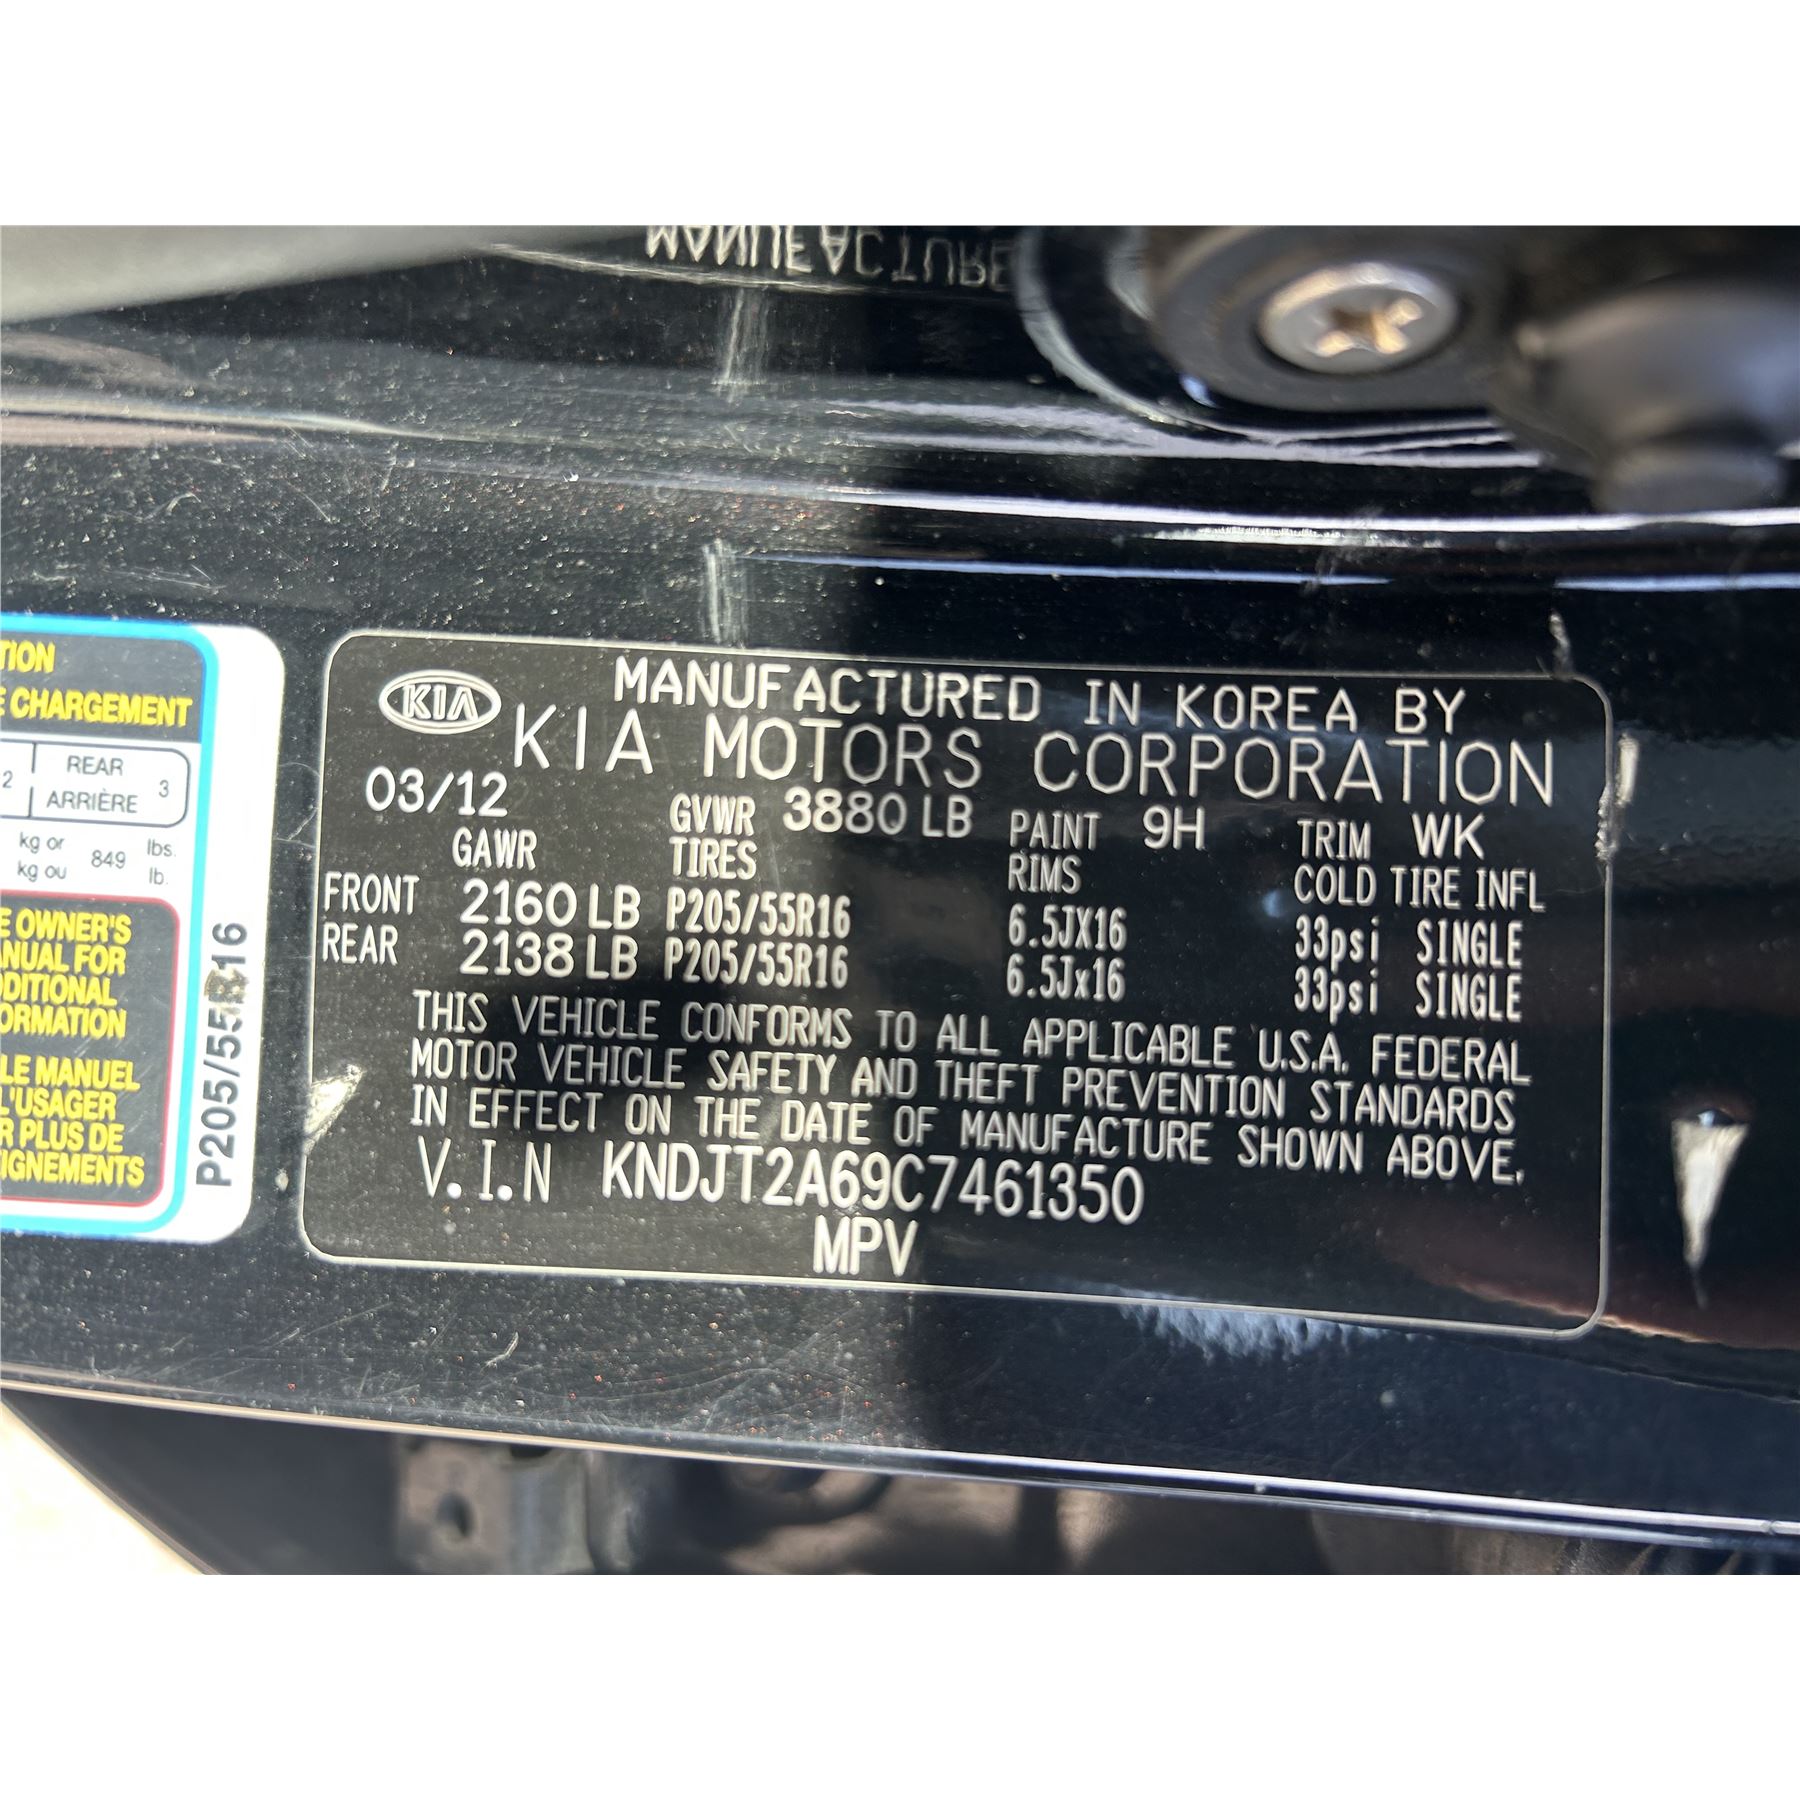 MANUFACTURE
TION
E CHARGEMENT
2 REAR 3
ARRIÈRE
kg or 849 lbs.
kg ou lb.
E OWNER'S
ANUAL FOR
DDITIONAL
ORMATION
LE MANUEL
L'USAGER
R PLUS DE
IGNEMENTS
P205/55R16
KIA MANUFACTURED IN KOREA BY
KIA MOTORS CORPORATION
03/12 GVWR 3880 LB PAINT 9H TRIM WK
GAWR TIRES RIMS COLD TIRE INFL
FRONT 2160 LB P205/55R16 6.5JX16 33psi SINGLE
REAR 2138 LB P205/55R16 6.5Jx16 33psi SINGLE
THIS VEHICLE CONFORMS TO ALL APPLICABLE U.S.A. FEDERAL
MOTOR VEHICLE SAFETY AND THEFT PREVENTION STANDARDS
IN EFFECT ON THE DATE OF MANUFACTURE SHOWN ABOVE.
V.I.N KNDJT2A69C7461350
MPV